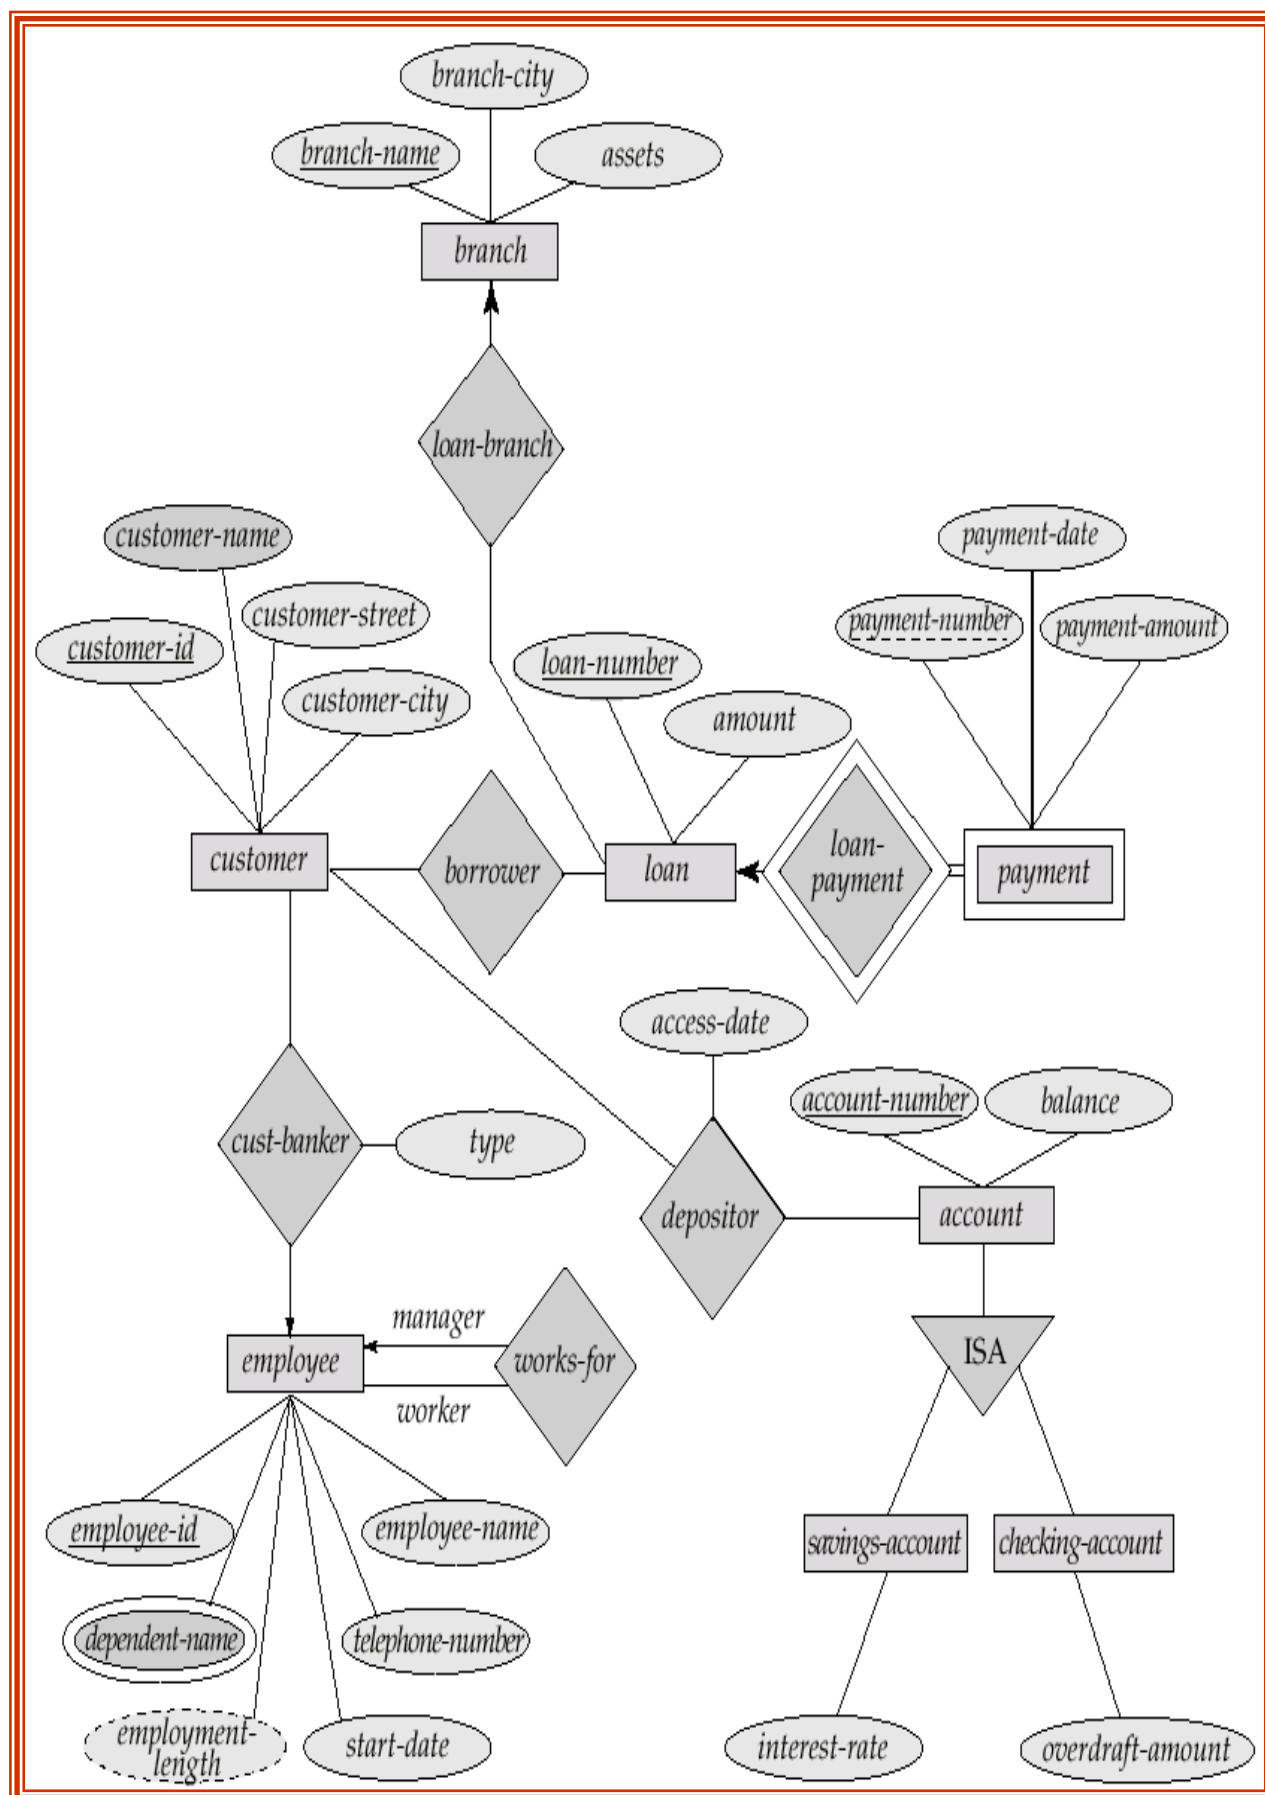 branch-city
branch-name
assets
branch
loan-branch
customer-name
payment-date
customer-street
payment-number
payment-amount
customer-id
loan-number
customer-city
amount
customer
borrower
loan
loan-
payment
payment
access-date
account-number
balance
cust-banker
type
depositor
account
manager
employee
works-for
ISA
worker
employee-id
employee-name
savings-account
checking-account
dependent-name
telephone-number
employment-
length
start-date
interest-rate
overdraft-amount